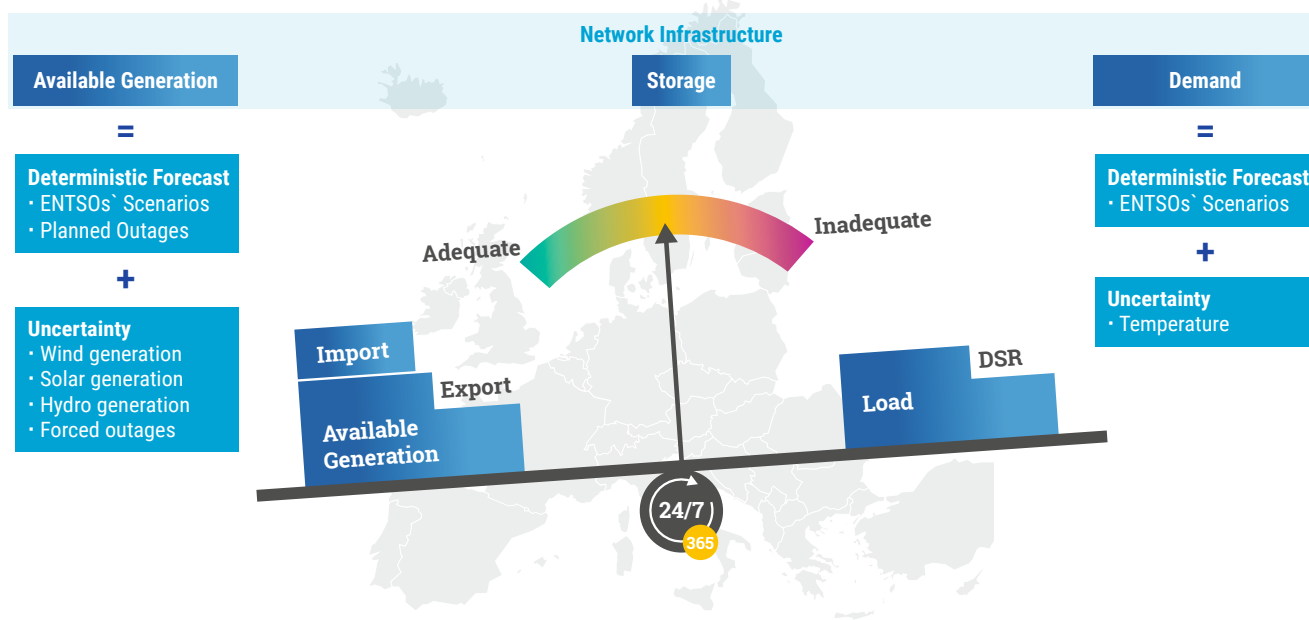 Network Infrastructure
Available Generation
Storage
Demand
=
=
Deterministic Forecast
· ENTSOs` Scenarios
· Planned Outages
Deterministic Forecast
· ENTSOs` Scenarios
+
+
Uncertainty
· Wind generation
· Solar generation
· Hydro generation
· Forced outages
Uncertainty
· Temperature
Adequate
Inadequate
Import
Export
Available
Generation
Load
DSR
24/7
365